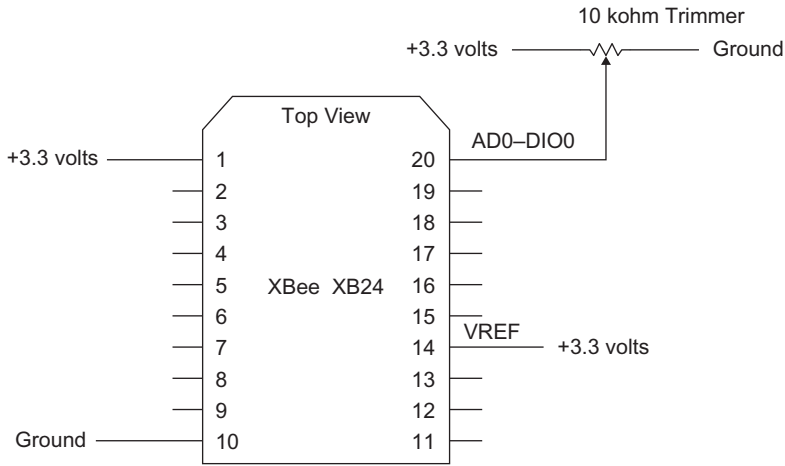 10 kohm Trimmer
+3.3 volts
Ground
Top View
AD0–DIO0
+3.3 volts
1
20
2
19
3
18
4
17
5
XBee XB24
16
6
15
VREF
7
14
+3.3 volts
8
13
9
12
Ground
10
11